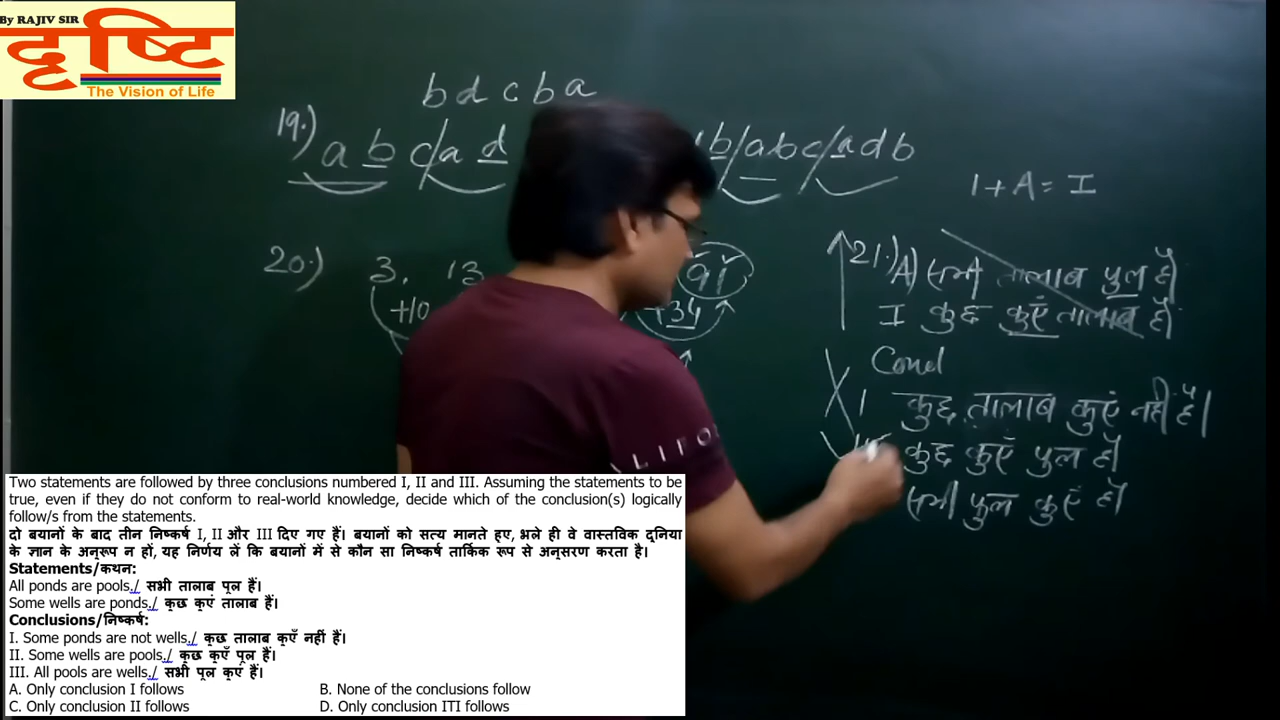 By RAJIV SIR
दृष्टि
The Vision of Life
b d c b a
19.) a b c/a d b/abc/adb
1 + A = I
20.) 3, 13 91
+10 +34
21.) A) सभी तालाब पुल है
I कुछ कुएँ तालाब है
Concl
I कुछ तालाब कुएं नहीं है।
कुछ कुएँ पुल है
सभी पुल कुएं है
LIFO
Two statements are followed by three conclusions numbered I, II and III. Assuming the statements to be
true, even if they do not conform to real-world knowledge, decide which of the conclusion(s) logically
follow/s from the statements.
दो बयानों के बाद तीन निष्कर्ष I, II और III दिए गए हैं। बयानों को सत्य मानते हुए, भले ही वे वास्तविक दुनिया
के ज्ञान के अनुरूप न हों, यह निर्णय लें कि बयानों में से कौन सा निष्कर्ष तार्किक रूप से अनुसरण करता है।
Statements/कथन:
All ponds are pools./ सभी तालाब पूल हैं।
Some wells are ponds./ कुछ कुएं तालाब हैं।
Conclusions/निष्कर्ष:
I. Some ponds are not wells./ कुछ तालाब कुएँ नहीं हैं।
II. Some wells are pools./ कुछ कुएँ पूल हैं।
III. All pools are wells./ सभी पूल कुएं हैं।
A. Only conclusion I follows B. None of the conclusions follow
C. Only conclusion II follows D. Only conclusion ITI follows